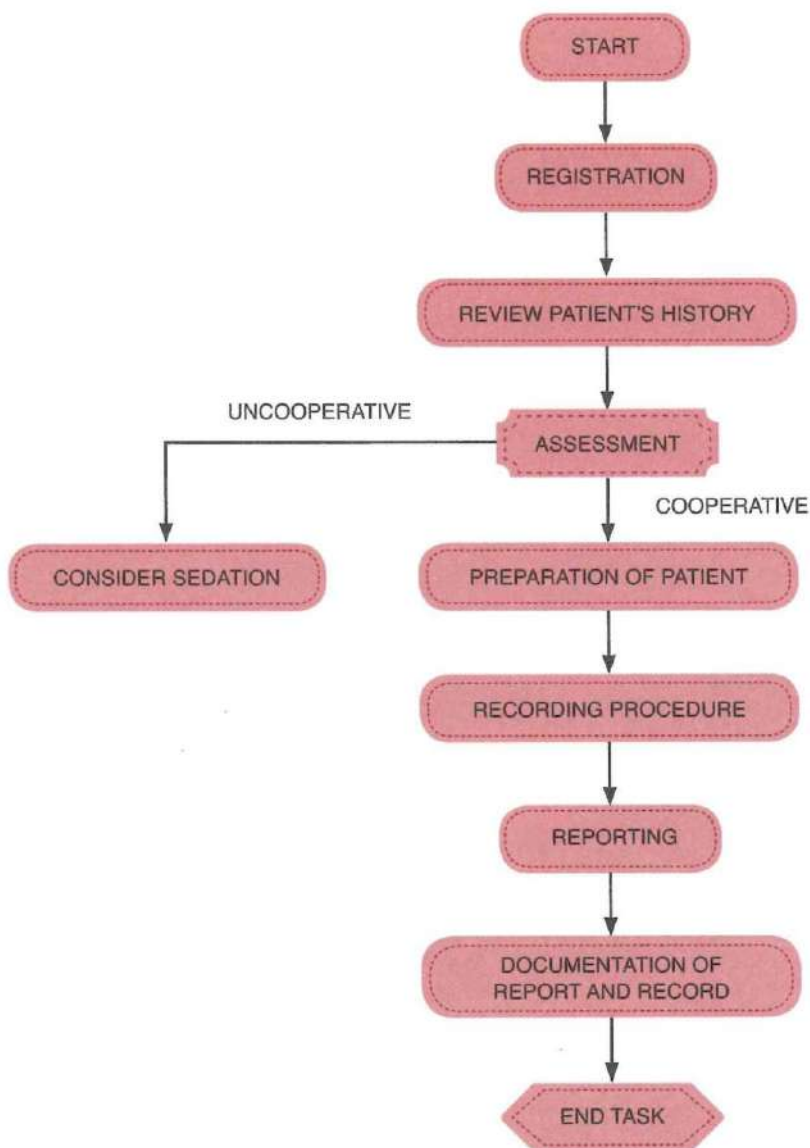 START
REGISTRATION
REVIEW PATIENT'S HISTORY
UNCOOPERATIVE
ASSESSMENT
COOPERATIVE
CONSIDER SEDATION
PREPARATION OF PATIENT
RECORDING PROCEDURE
REPORTING
DOCUMENTATION OF
REPORT AND RECORD
END TASK